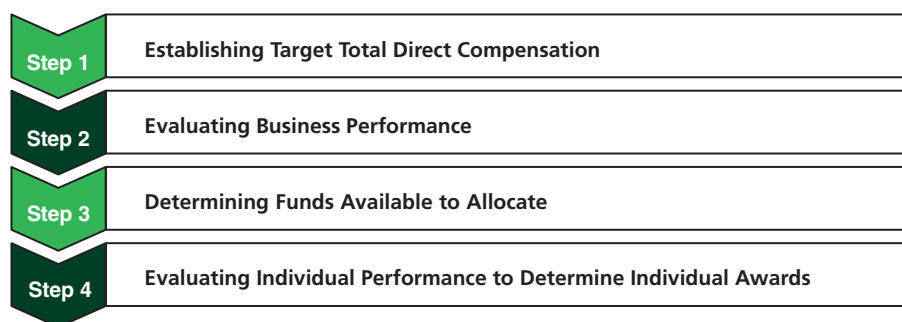 Step 1
Establishing Target Total Direct Compensation
Step 2
Evaluating Business Performance
Step 3
Determining Funds Available to Allocate
Step 4
Evaluating Individual Performance to Determine Individual Awards